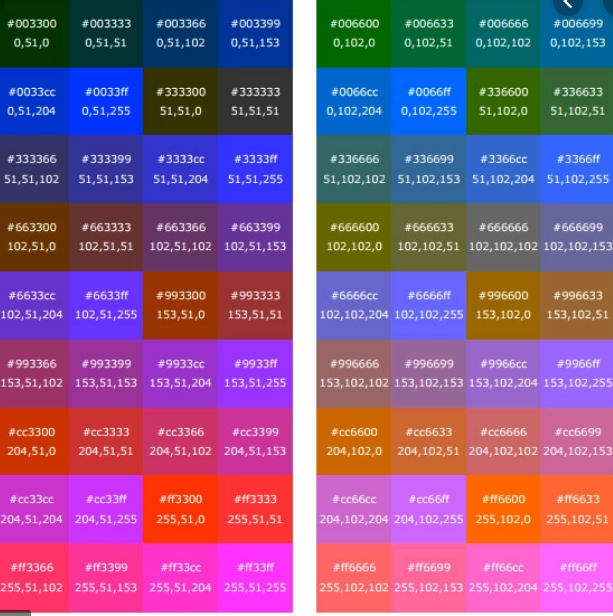 #003300 #003333 #003366 #003399
0,51,0 0,51,51 0,51,102 0,51,153
#0033cc #0033ff #333300 #333333
0,51,204 0,51,255 51,51,0 51,51,51
#333366 #333399 #3333cc #3333ff
51,51,102 51,51,153 51,51,204 51,51,255
#663300 #663333 #663366 #663399
102,51,0 102,51,51 102,51,102 102,51,153
#6633cc #6633ff #993300 #993333
102,51,204 102,51,255 153,51,0 153,51,51
#993366 #993399 #9933cc #9933ff
153,51,102 153,51,153 153,51,204 153,51,255
#cc3300 #cc3333 #cc3366 #cc3399
204,51,0 204,51,51 204,51,102 204,51,153
#cc33cc #cc33ff #ff3300 #ff3333
204,51,204 204,51,255 255,51,0 255,51,51
#ff3366 #ff3399 #ff33cc #ff33ff
255,51,102 255,51,153 255,51,204 255,51,255
#006600 #006633 #006666 #006699
0,102,0 0,102,51 0,102,102 0,102,153
#0066cc #0066ff #336600 #336633
0,102,204 0,102,255 51,102,0 51,102,51
#336666 #336699 #3366cc #3366ff
51,102,102 51,102,153 51,102,204 51,102,255
#666600 #666633 #666666 #666699
102,102,0 102,102,51 102,102,102 102,102,153
#6666cc #6666ff #996600 #996633
102,102,204 102,102,255 153,102,0 153,102,51
#996666 #996699 #9966cc #9966ff
153,102,102 153,102,153 153,102,204 153,102,255
#cc6600 #cc6633 #cc6666 #cc6699
204,102,0 204,102,51 204,102,102 204,102,153
#cc66cc #cc66ff #ff6600 #ff6633
204,102,204 204,102,255 255,102,0 255,102,51
#ff6666 #ff6699 #ff66cc #ff66ff
255,102,102 255,102,153 255,102,204 255,102,255